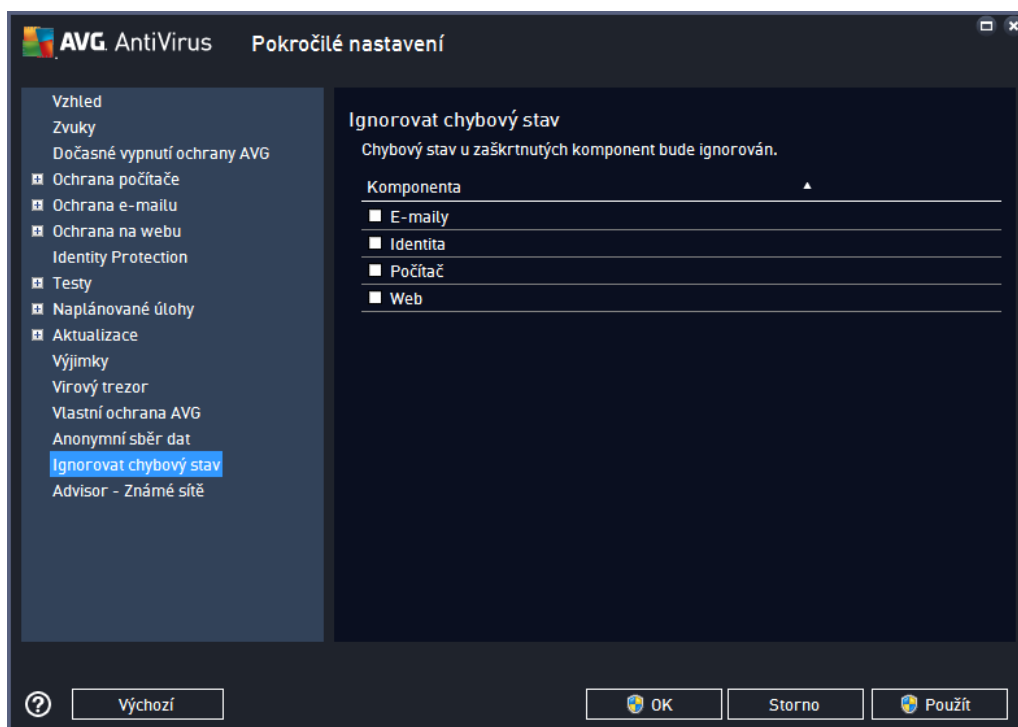 AVG. AntiVirus Pokročilé nastavení
Vzhled
Zvuky
Dočasné vypnutí ochrany AVG
Ochrana počítače
Ochrana e-mailu
Ochrana na webu
Identity Protection
Testy
Naplánované úlohy
Aktualizace
Výjimky
Virový trezor
Vlastní ochrana AVG
Anonymní sběr dat
Ignorovat chybový stav
Advisor - Známé sítě
Ignorovat chybový stav
Chybový stav u zaškrtnutých komponent bude ignorován.
Komponenta
E-maily
Identita
Počítač
Web
Výchozí
OK
Storno
Použít